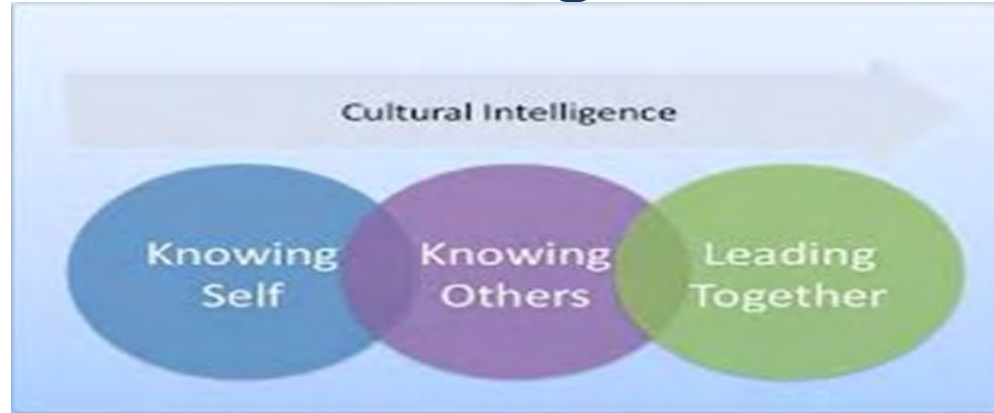 Cultural Intelligence
Knowing
Self
Knowing
Others
Leading
Together